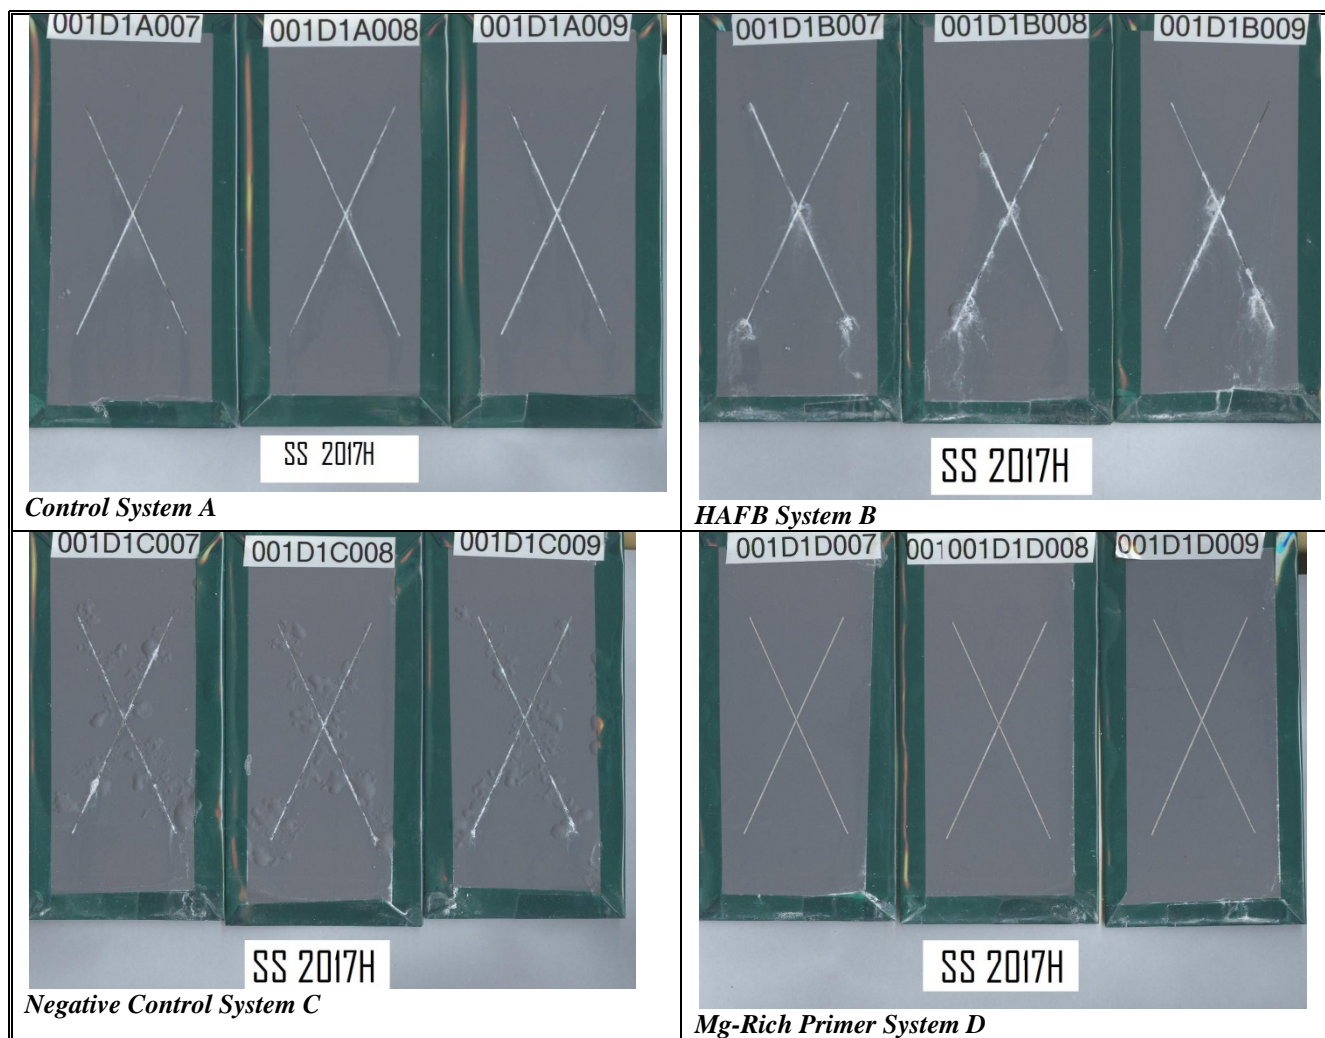 001D1A007 001D1A008 001D1A009
SS 2017H
Control System A
001D1B007 001D1B008 001D1B009
SS 2017H
HAFB System B
001D1C007 001D1C008 001D1C009
SS 2017H
Negative Control System C
001D1D007 001001D1D008 001D1D009
SS 2017H
Mg-Rich Primer System D